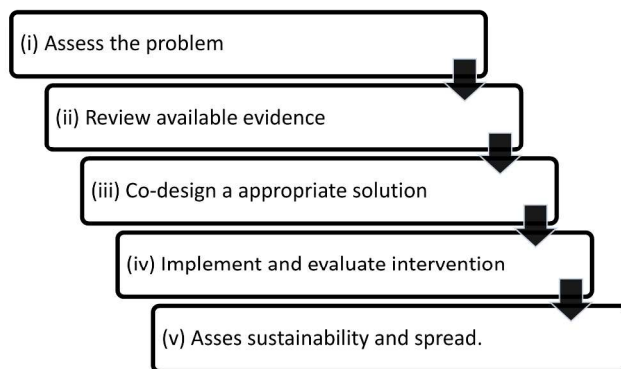 (i) Assess the problem
(ii) Review available evidence
(iii) Co-design a appropriate solution
(iv) Implement and evaluate intervention
(v) Asses sustainability and spread.